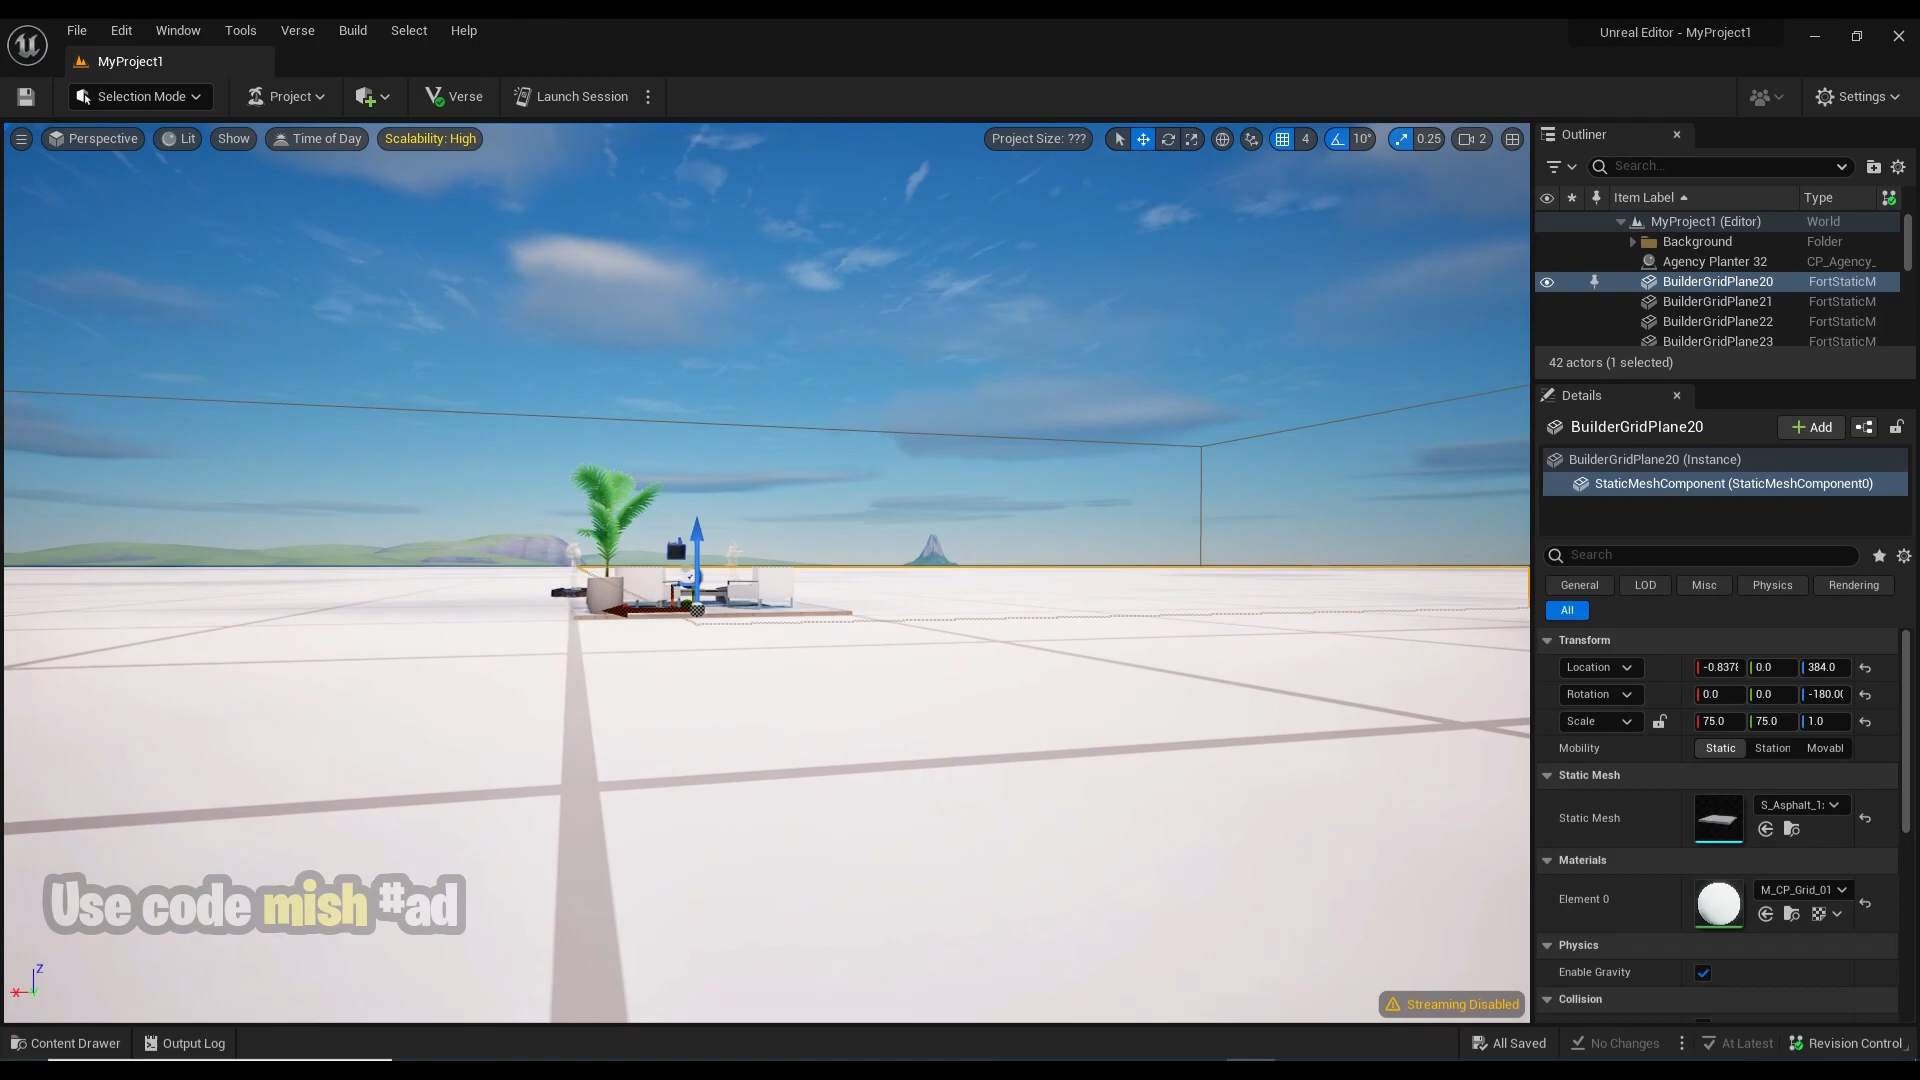 File Edit Window Tools Verse Build Select Help
Unreal Editor - MyProject1
MyProject1
Selection Mode Project Verse Launch Session Settings
Perspective Lit Show Time of Day Scalability: High Project Size: ??? 4 10° 0.25 2
Outliner
Search...
Item Label Type
MyProject1 (Editor) World
Background Folder
Agency Planter 32 CP_Agency_
BuilderGridPlane20 FortStaticM
BuilderGridPlane21 FortStaticM
BuilderGridPlane22 FortStaticM
BuilderGridPlane23 FortStaticM
42 actors (1 selected)
Details
BuilderGridPlane20 Add
BuilderGridPlane20 (Instance)
StaticMeshComponent (StaticMeshComponent0)
Search
General LOD Misc Physics Rendering
All
Transform
Location -0.8378 0.0 384.0
Rotation 0.0 0.0 -180.00
Scale 75.0 75.0 1.0
Mobility Static Station Movabl
Static Mesh
Static Mesh S_Asphalt_1:
Materials
Element 0 M_CP_Grid_01
Physics
Enable Gravity
Collision
Use code mish #ad
Z
X
Streaming Disabled
Content Drawer Output Log All Saved No Changes At Latest Revision Control